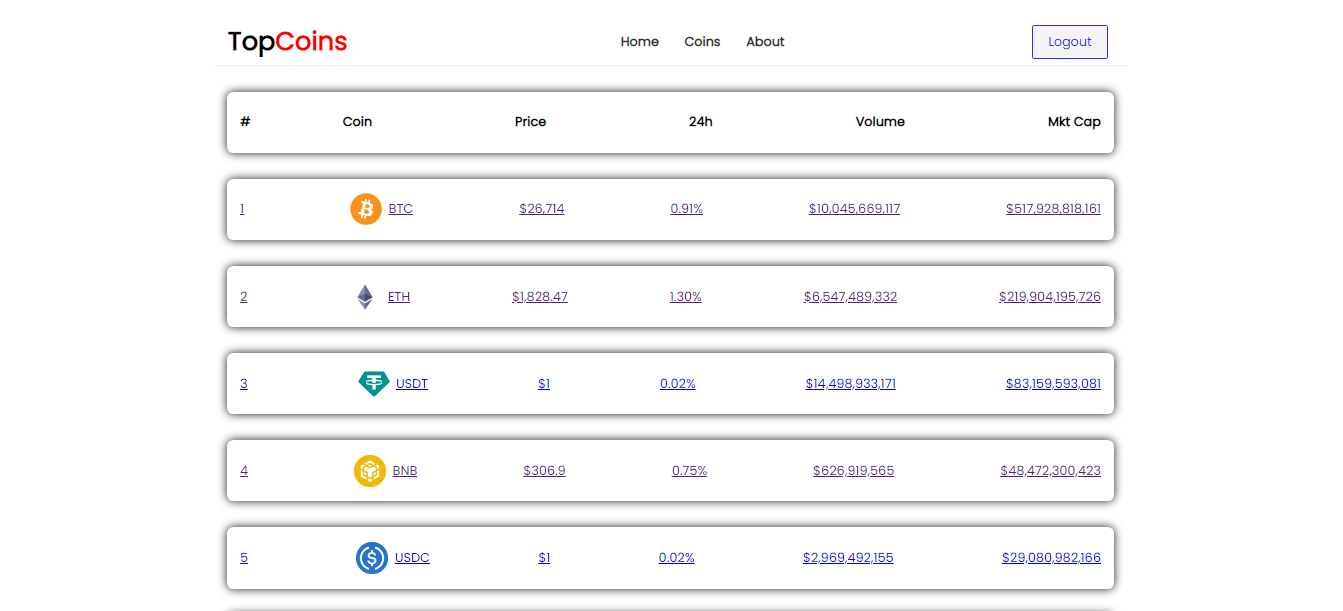 TopCoins Home Coins About Logout
# Coin Price 24h Volume Mkt Cap
1 BTC $26,714 0.91% $10,045,669,117 $517,928,818,161
2 ETH $1,828.47 1.30% $6,547,489,332 $219,904,195,726
3 USDT $1 0.02% $14,498,933,171 $83,159,593,081
4 BNB $306.9 0.75% $626,919,565 $48,472,300,423
5 USDC $1 0.02% $2,969,492,155 $29,080,982,166